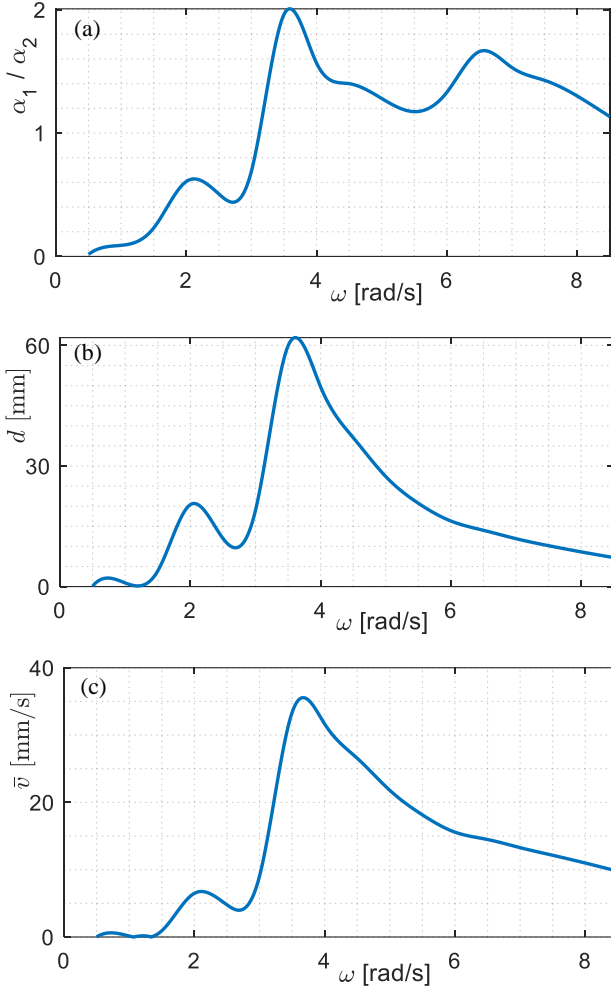 (a)
α₁ / α₂
2
1
0
0 2 4 6 8
ω [rad/s]
(b)
d [mm]
60
30
0
0 2 4 6 8
ω [rad/s]
(c)
v̄ [mm/s]
40
20
0
0 2 4 6 8
ω [rad/s]